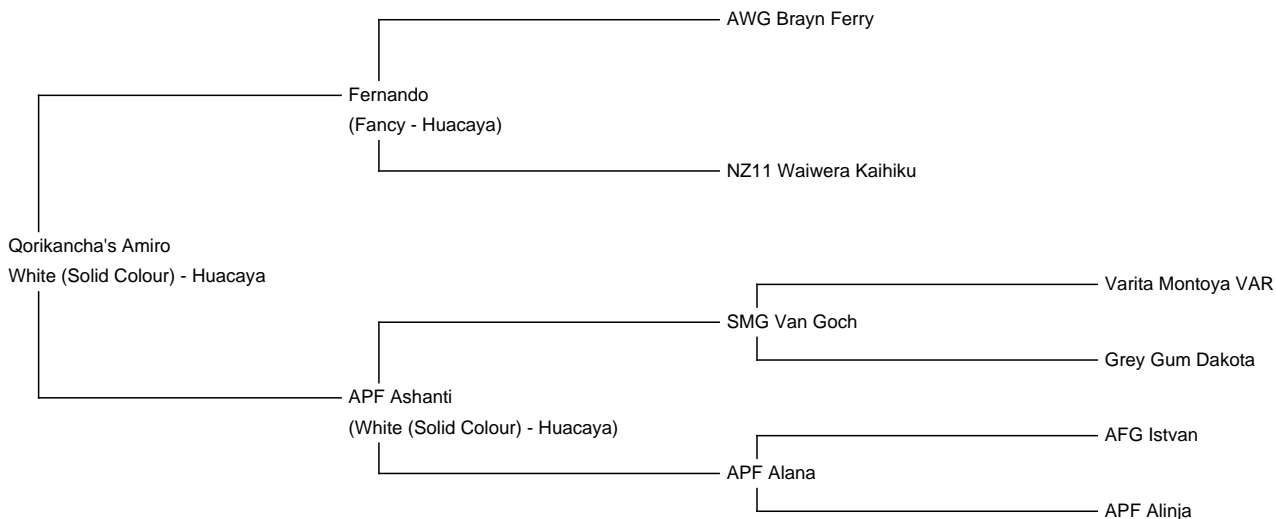 AWG Brayn Ferry
Fernando
(Fancy - Huacaya)
NZ11 Waiwera Kaihiku
Qorikancha's Amiro
White (Solid Colour) - Huacaya
Varita Montoya VAR
SMG Van Goch
Grey Gum Dakota
APF Ashanti
(White (Solid Colour) - Huacaya)
AFG Istvan
APF Alana
APF Alinja